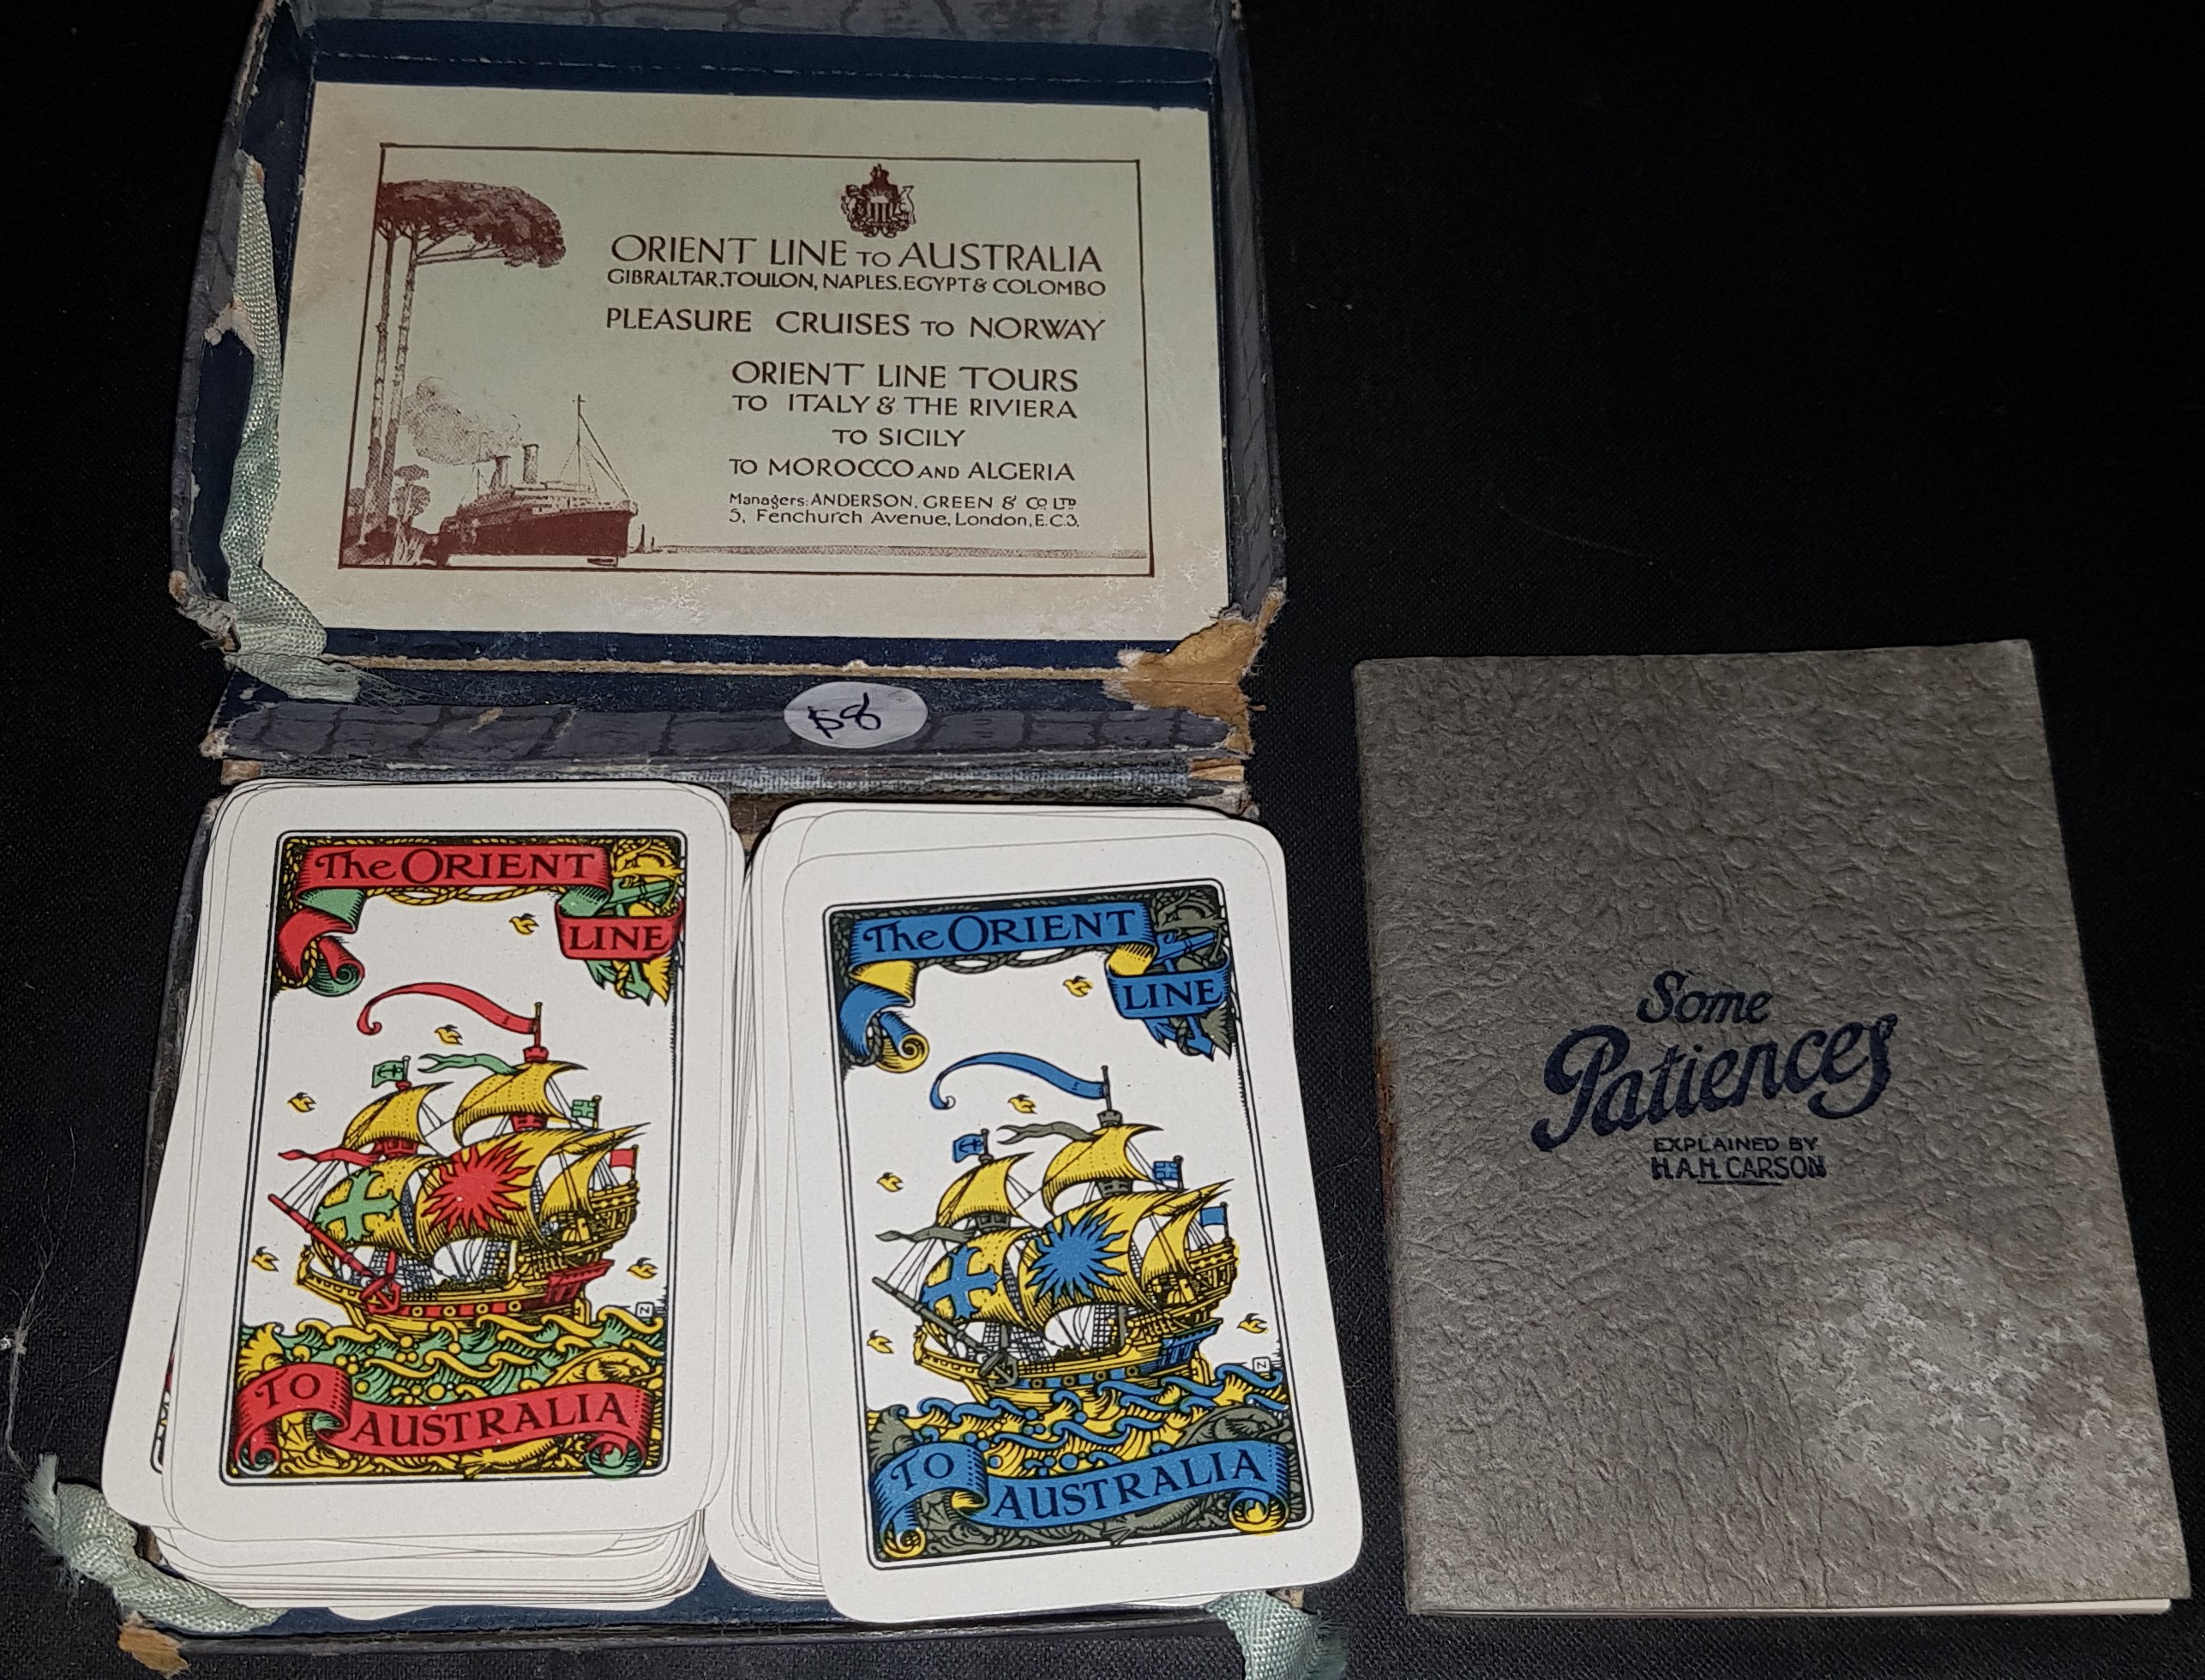 ORIENT LINE TO AUSTRALIA
GIBRALTAR, TOULON, NAPLES, EGYPT & COLOMBO
PLEASURE CRUISES TO NORWAY
ORIENT LINE TOURS
TO ITALY & THE RIVIERA
TO SICILY
TO MOROCCO AND ALGERIA
Managers: ANDERSON, GREEN & CO LTD
5, Fenchurch Avenue, London, E.C.3.
$8
The ORIENT
LINE
TO
AUSTRALIA
N
The ORIENT
LINE
TO
AUSTRALIA
N
Some
Patiences
EXPLAINED BY
H.A.H. CARSON